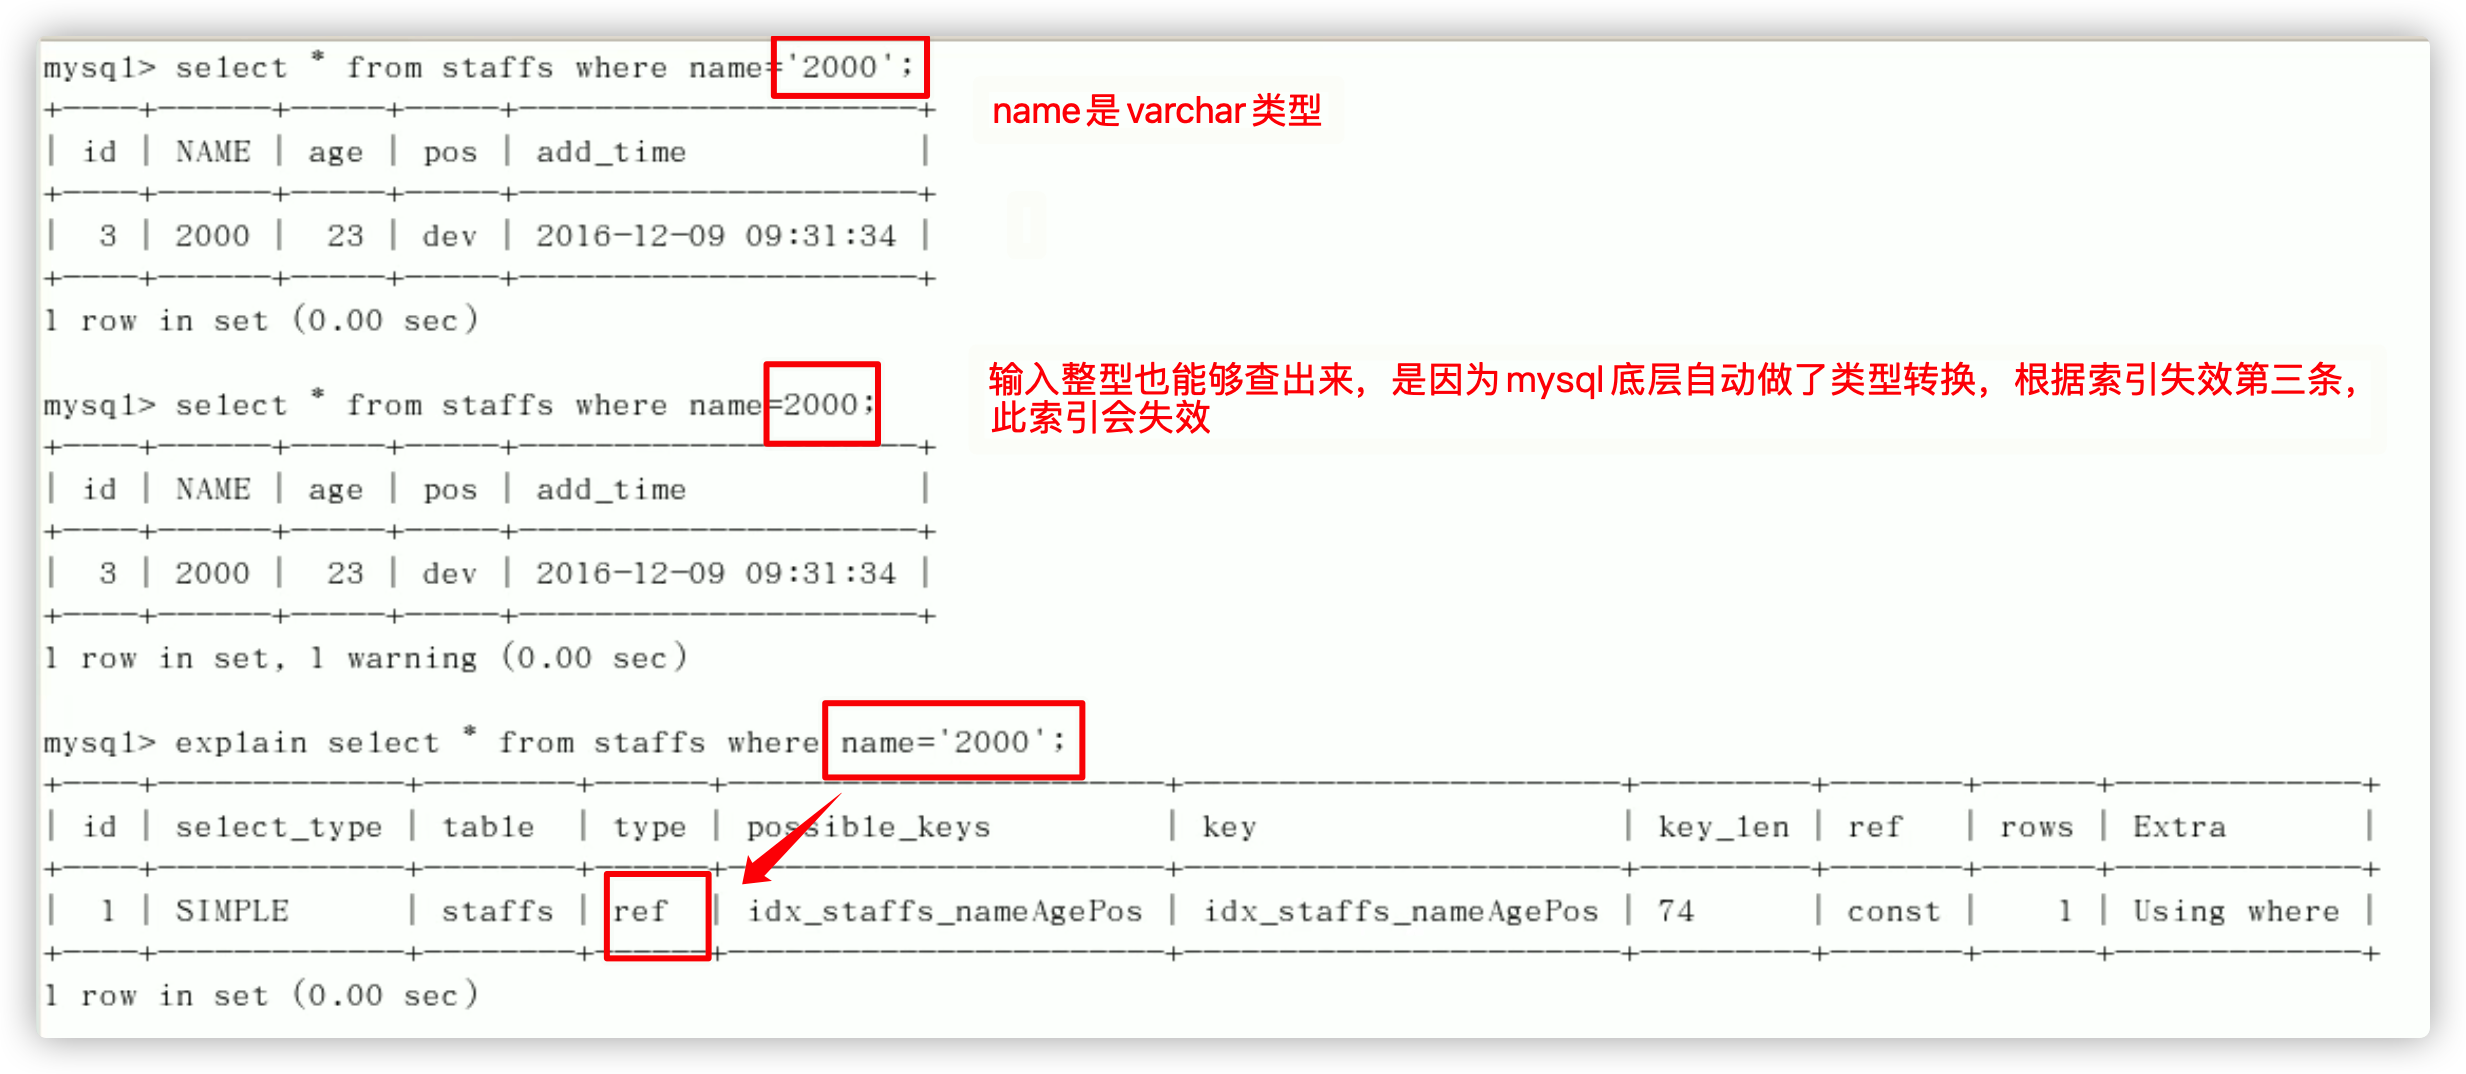 mysql> select * from staffs where name='2000';
name是varchar类型
+----+------+-----+-----+---------------------+
| id | NAME | age | pos | add_time            |
+----+------+-----+-----+---------------------+
|  3 | 2000 |  23 | dev | 2016-12-09 09:31:34 |
+----+------+-----+-----+---------------------+
1 row in set (0.00 sec)
mysql> select * from staffs where name=2000;
输入整型也能够查出来，是因为mysql底层自动做了类型转换，根据索引失效第三条，
此索引会失效
+----+------+-----+-----+---------------------+
| id | NAME | age | pos | add_time            |
+----+------+-----+-----+---------------------+
|  3 | 2000 |  23 | dev | 2016-12-09 09:31:34 |
+----+------+-----+-----+---------------------+
1 row in set, 1 warning (0.00 sec)
mysql> explain select * from staffs where name='2000';
+----+-------------+--------+------+-----------------------+-----------------------+---------+-------+------+-------------+
| id | select_type | table  | type | possible_keys         | key                   | key_len | ref   | rows | Extra       |
+----+-------------+--------+------+-----------------------+-----------------------+---------+-------+------+-------------+
|  1 | SIMPLE      | staffs | ref  | idx_staffs_nameAgePos | idx_staffs_nameAgePos | 74      | const |    1 | Using where |
+----+-------------+--------+------+-----------------------+-----------------------+---------+-------+------+-------------+
1 row in set (0.00 sec)